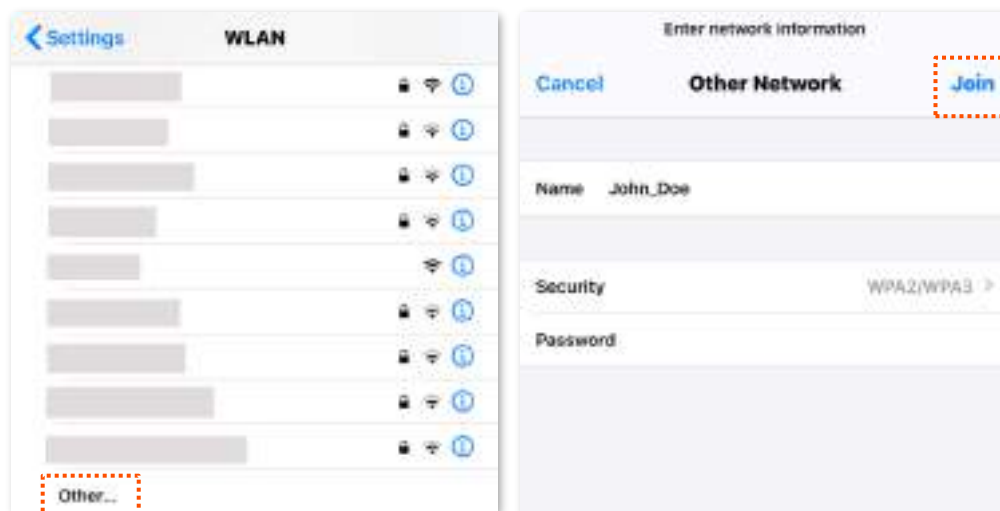 Settings WLAN
Other...
Enter network information
Cancel Other Network Join
Name John_Doe
Security WPA2/WPA3 >
Password